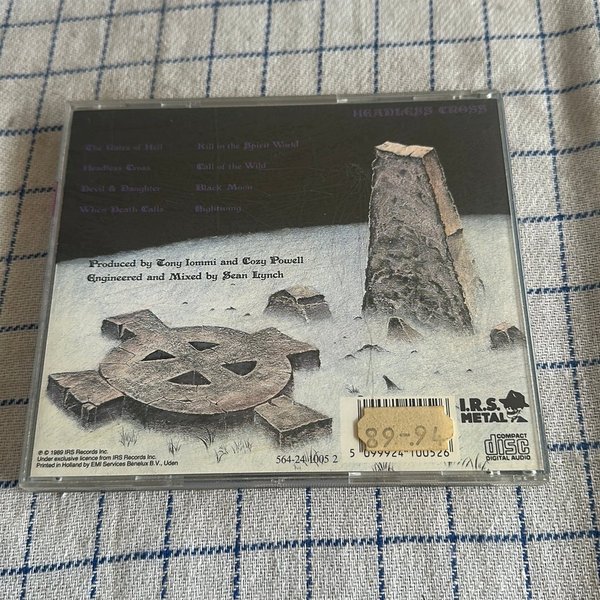 HEADLESS CROSS
The Gates of Hell
Headless Cross
Devil & Daughter
When Death Calls
Kill in the Spirit World
Call of the Wild
Black Moon
Nightwing
Produced by Tony Iommi and Cozy Powell
Engineered and Mixed by Sean Lynch
I.R.S.
METAL
89-.94
5 099924 100526
564-24 1005 2
COMPACT
disc
DIGITAL AUDIO
℗ © 1989 IRS Records Inc.
Under exclusive licence from IRS Records Inc.
Printed in Holland by EMI Services Benelux B.V., Uden